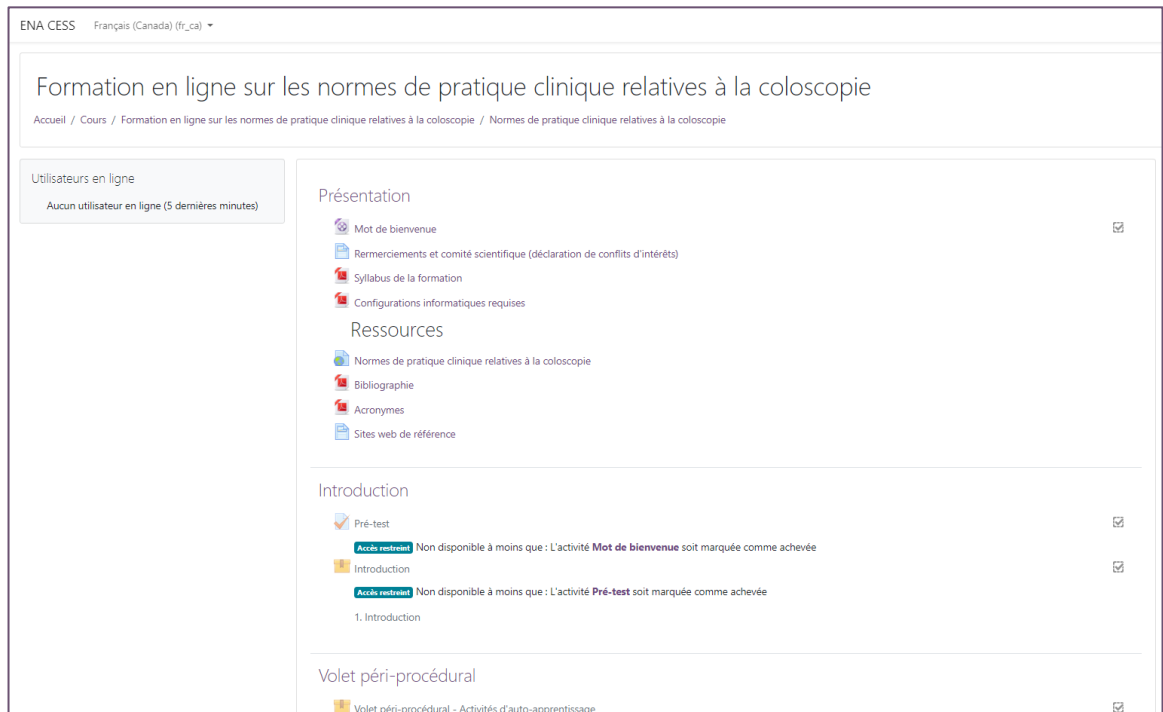 ENA CESS Français (Canada) (fr_ca)
Formation en ligne sur les normes de pratique clinique relatives à la coloscopie
Accueil / Cours / Formation en ligne sur les normes de pratique clinique relatives à la coloscopie / Normes de pratique clinique relatives à la coloscopie
Utilisateurs en ligne
Aucun utilisateur en ligne (5 dernières minutes)
Présentation
Mot de bienvenue
Rermerciements et comité scientifique (déclaration de conflits d'intérêts)
Syllabus de la formation
Configurations informatiques requises
Ressources
Normes de pratique clinique relatives à la coloscopie
Bibliographie
Acronymes
Sites web de référence
Introduction
Pré-test
Accès restreint Non disponible à moins que : L'activité Mot de bienvenue soit marquée comme achevée
Introduction
Accès restreint Non disponible à moins que : L'activité Pré-test soit marquée comme achevée
1. Introduction
Volet péri-procédural
Volet péri-procédural - Activités d'auto-apprentissage